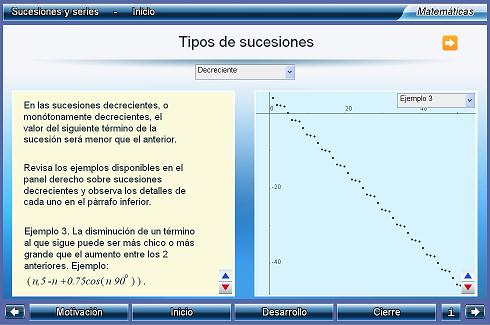 Sucesiones y series - Inicio
Matemáticas
Tipos de sucesiones
Decreciente
En las sucesiones decrecientes, o
monótonamente decrecientes, el
valor del siguiente término de la
sucesión será menor que el anterior.
Revisa los ejemplos disponibles en el
panel derecho sobre sucesiones
decrecientes y observa los detalles de
cada uno en el párrafo inferior.
Ejemplo 3. La disminución de un término
al que sigue puede ser más chico o más
grande que el aumento entre los 2
anteriores. Ejemplo:
(n,5-n+0.75cos(n 90⁰)).
Ejemplo 3
0
20
40
-20
-40
Motivación
Inicio
Desarrollo
Cierre
i